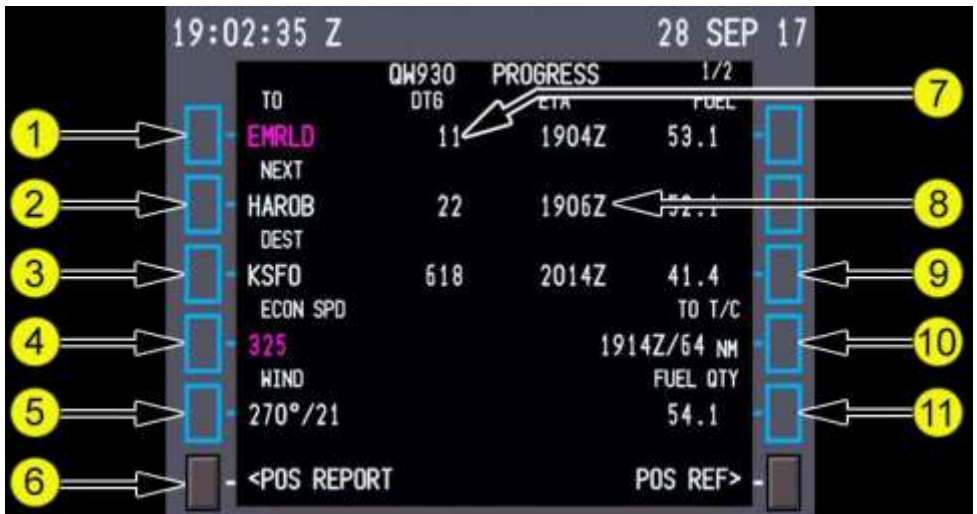 19:02:35 Z 28 SEP 17
QW930 PROGRESS 1/2
TO DTG ETA FUEL
7
1 EMRLD 11 1904Z 53.1
NEXT
2 HAROB 22 1906Z 52.1 8
DEST
3 KSFO 618 2014Z 41.4 9
ECON SPD TO T/C
4 325 1914Z/64 NM 10
WIND FUEL QTY
5 270°/21 54.1 11
6 <POS REPORT POS REF>